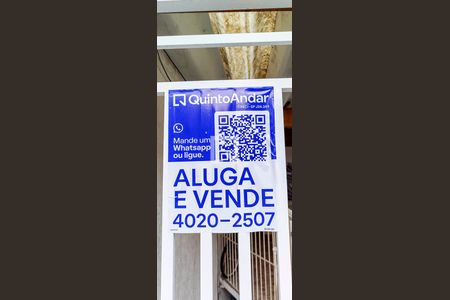 QuintoAndar
Mande um
Whatsapp
ou ligue.
ALUGA
E VENDE
4020-2507